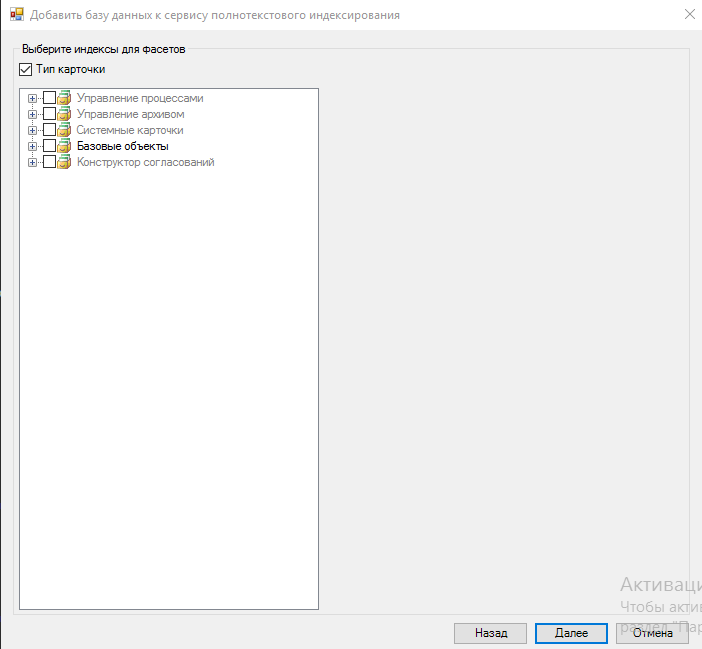 Добавить базу данных к сервису полнотекстового индексирования
Выберите индексы для фасетов
Тип карточки
Управление процессами
Управление архивом
Системные карточки
Базовые объекты
Конструктор согласований
Активаци
Чтобы акти
раздел "Пар
Назад
Далее
Отмена